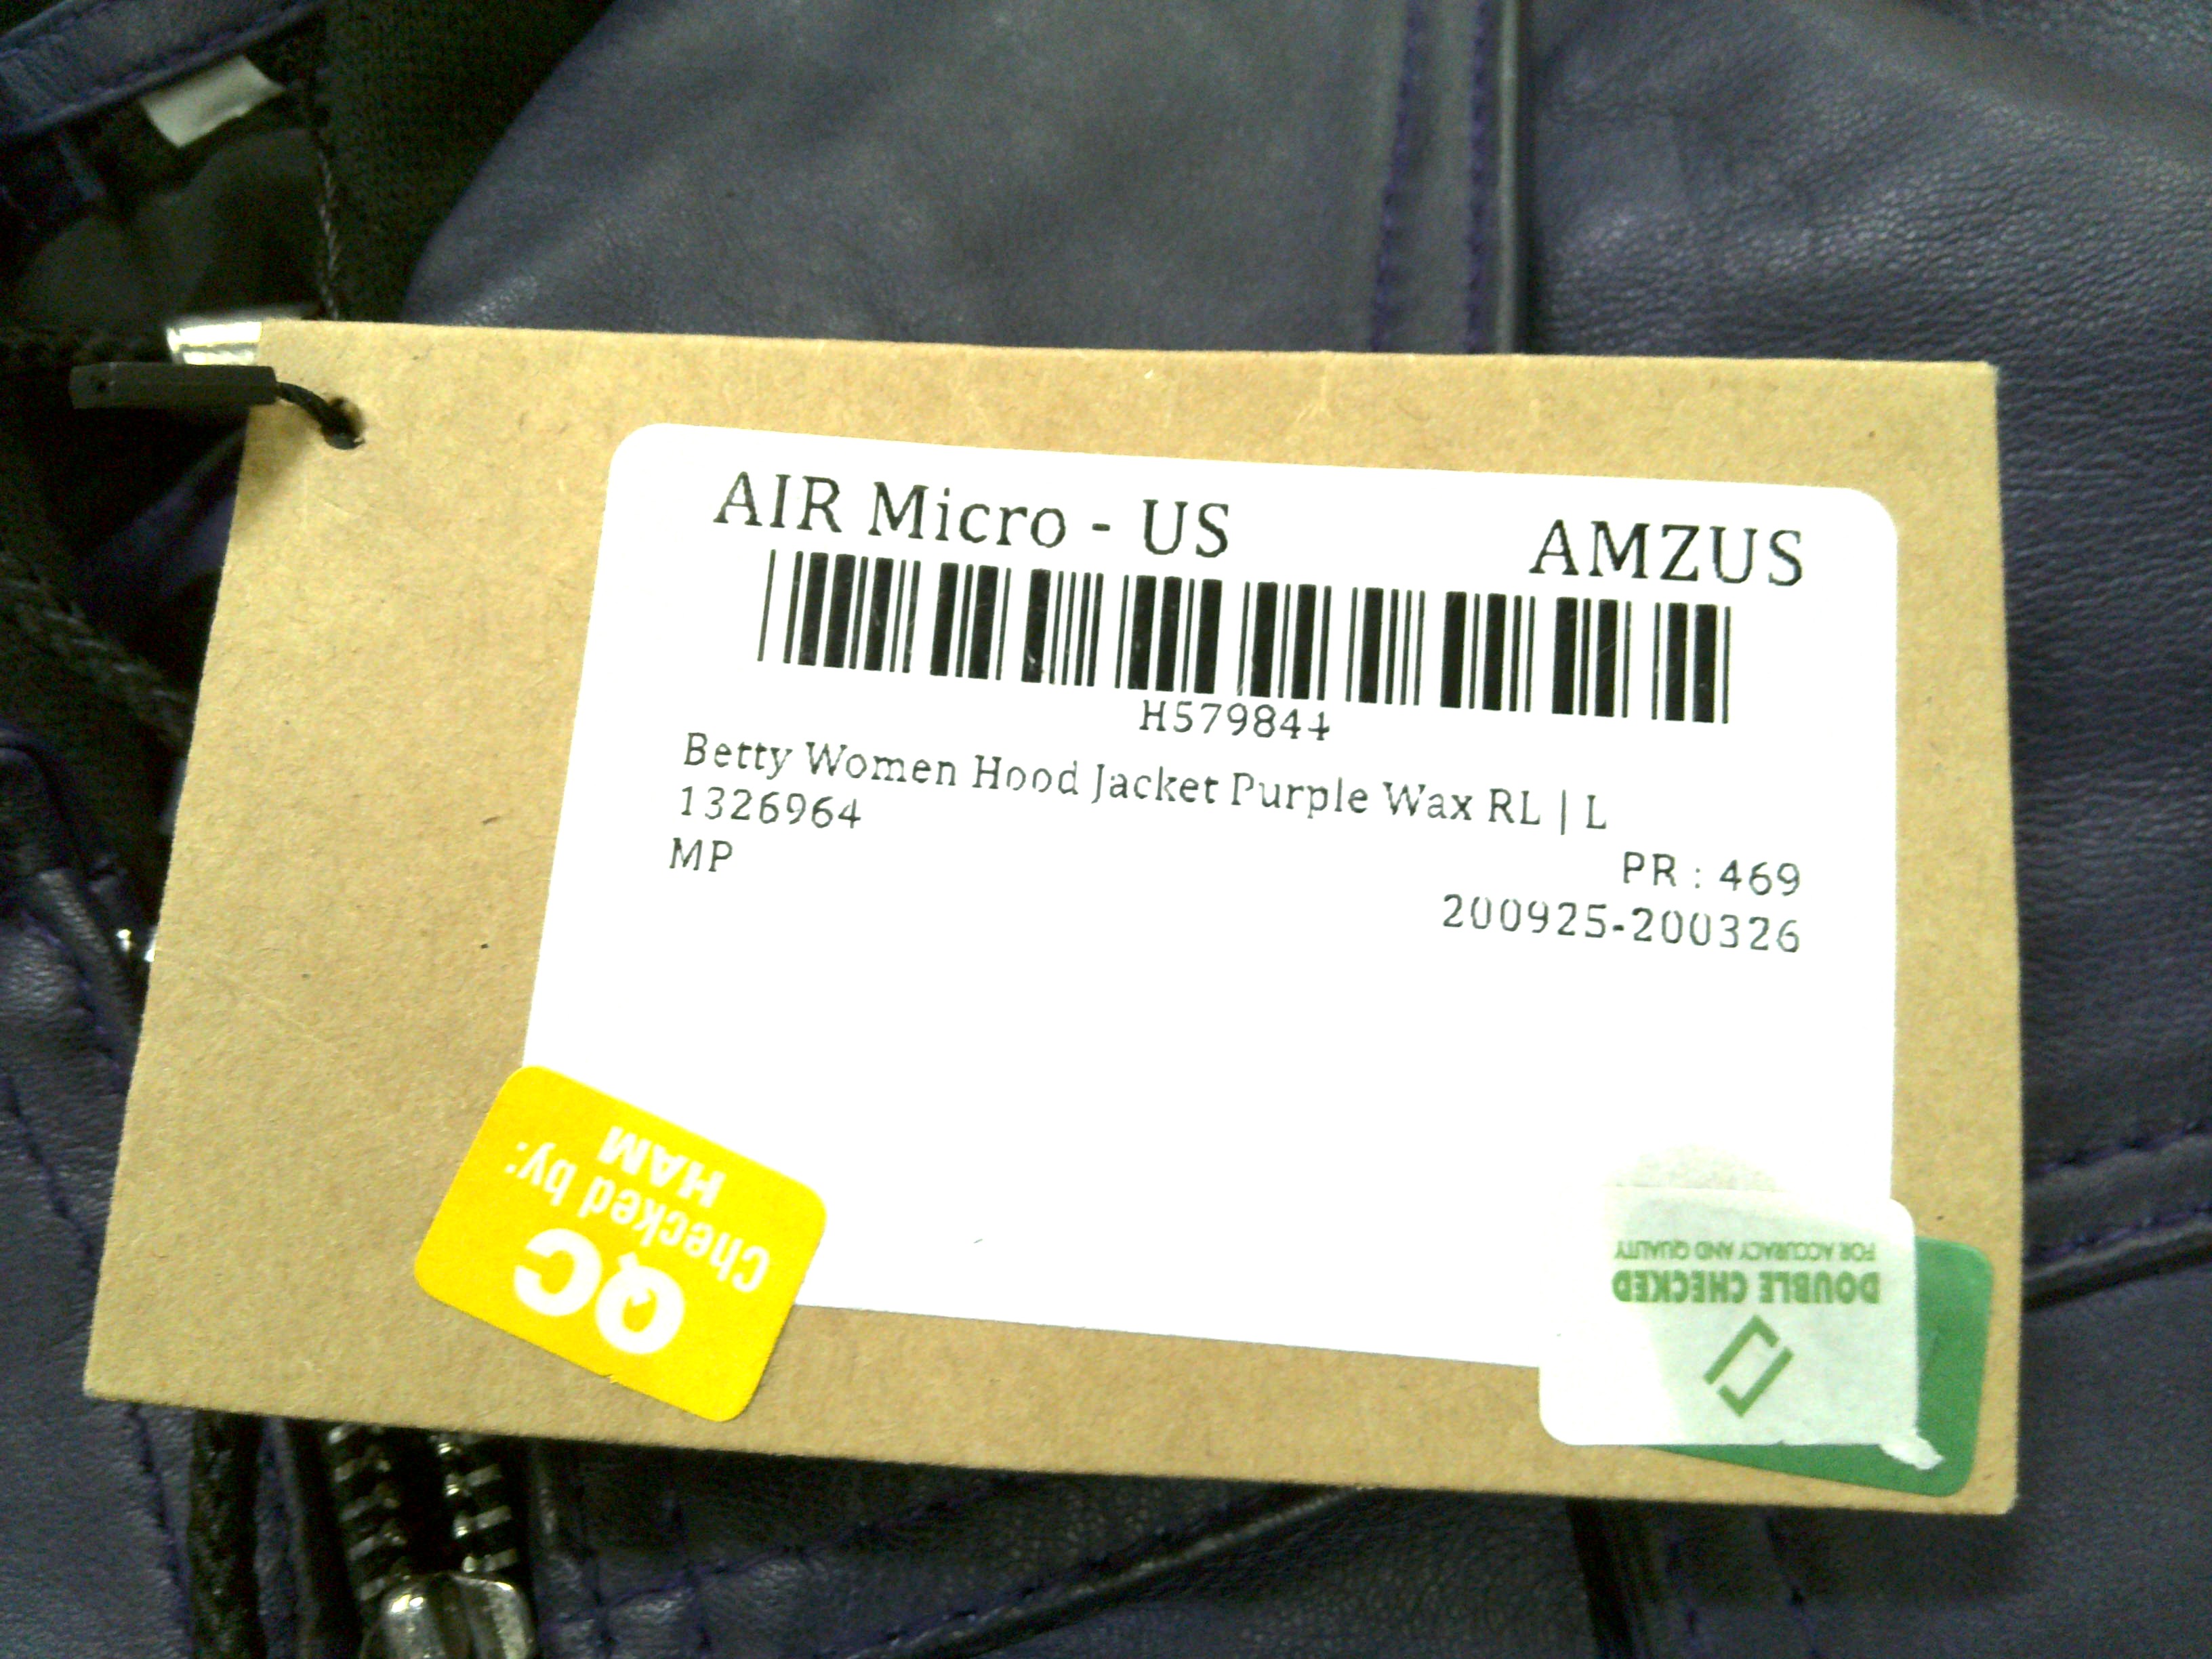 AIR Micro - US AMZUS
H579844
Betty Women Hood Jacket Purple Wax RL | L
1326964
MP PR : 469
200925-200326
QC
Checked by:
HAM
DOUBLE CHECKED
FOR ACCURACY AND QUALITY